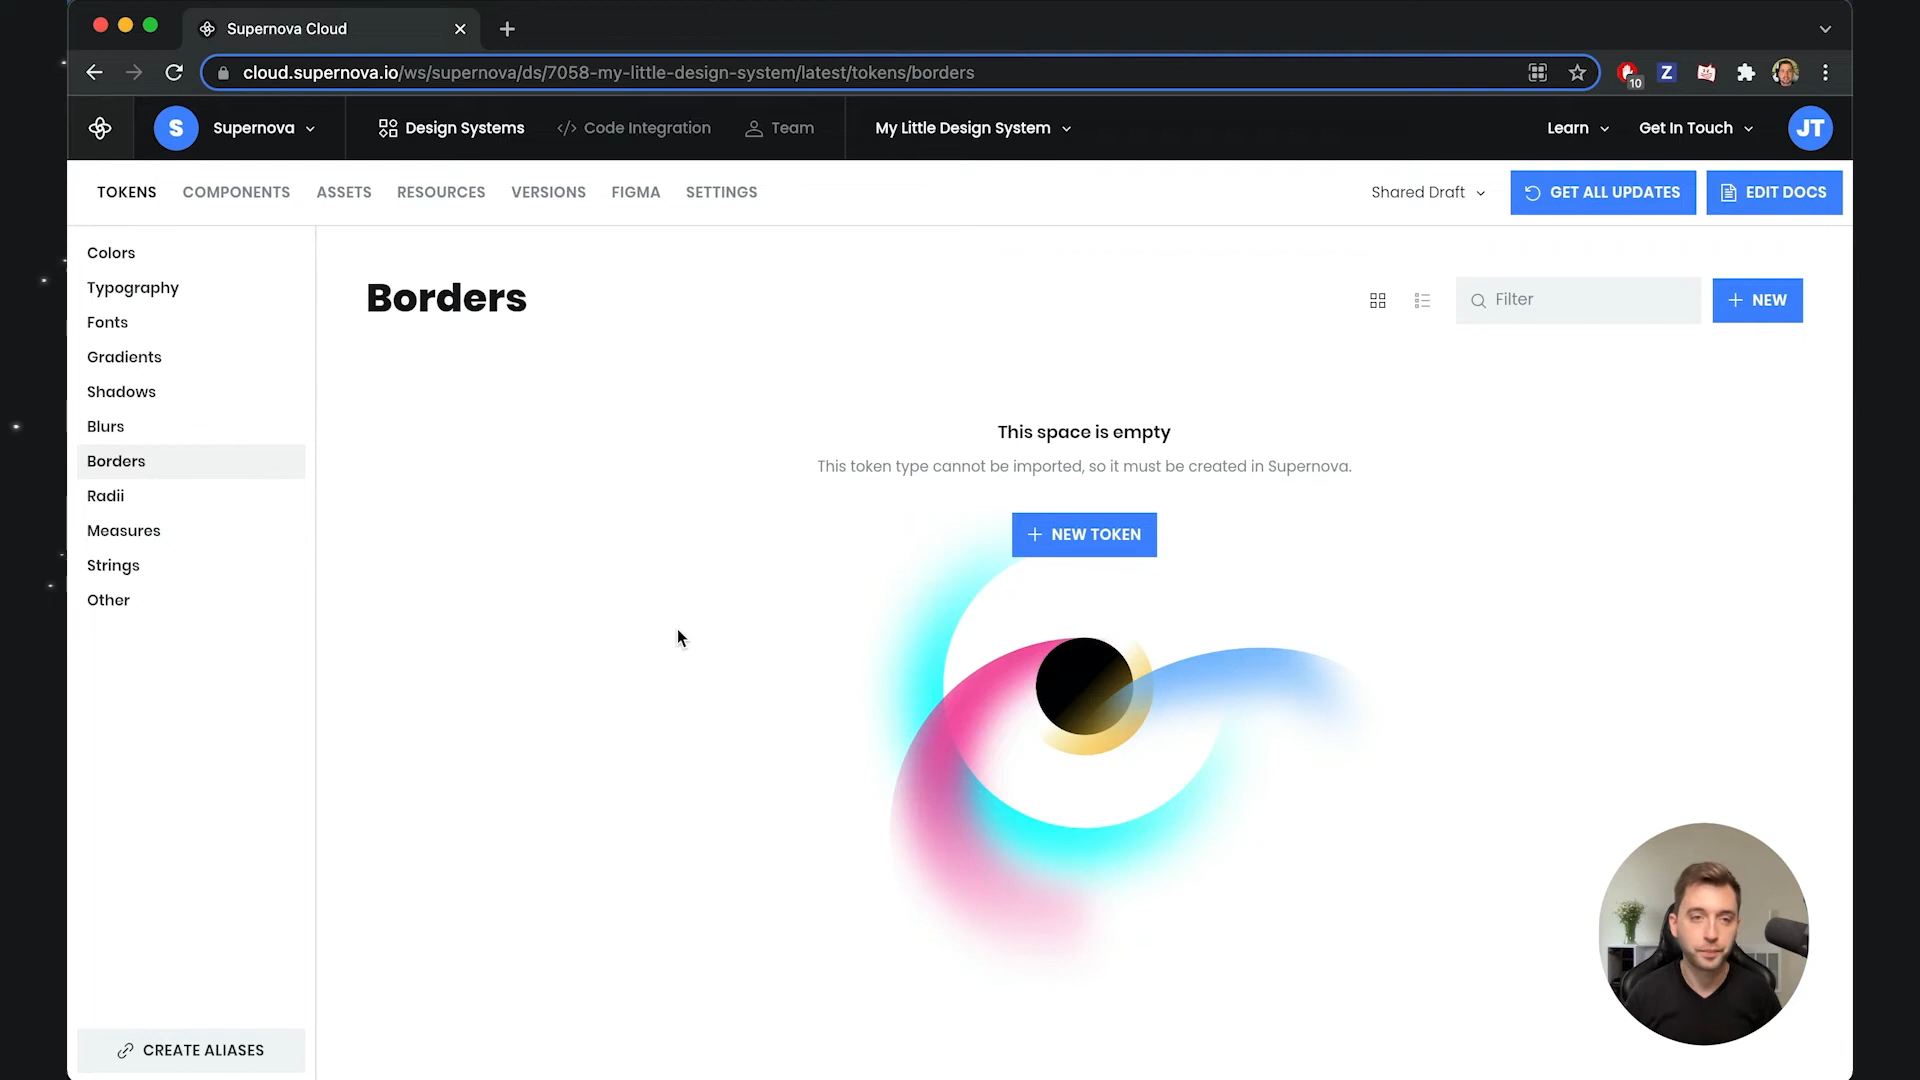 Supernova Cloud
cloud.supernova.io/ws/supernova/ds/7058-my-little-design-system/latest/tokens/borders
10
Z
S Supernova
Design Systems
</> Code Integration
Team
My Little Design System
Learn
Get In Touch
JT
TOKENS
COMPONENTS
ASSETS
RESOURCES
VERSIONS
FIGMA
SETTINGS
Shared Draft
GET ALL UPDATES
EDIT DOCS
Colors
Typography
Fonts
Gradients
Shadows
Blurs
Borders
Radii
Measures
Strings
Other
CREATE ALIASES
Borders
Filter
+ NEW
This space is empty
This token type cannot be imported, so it must be created in Supernova.
+ NEW TOKEN